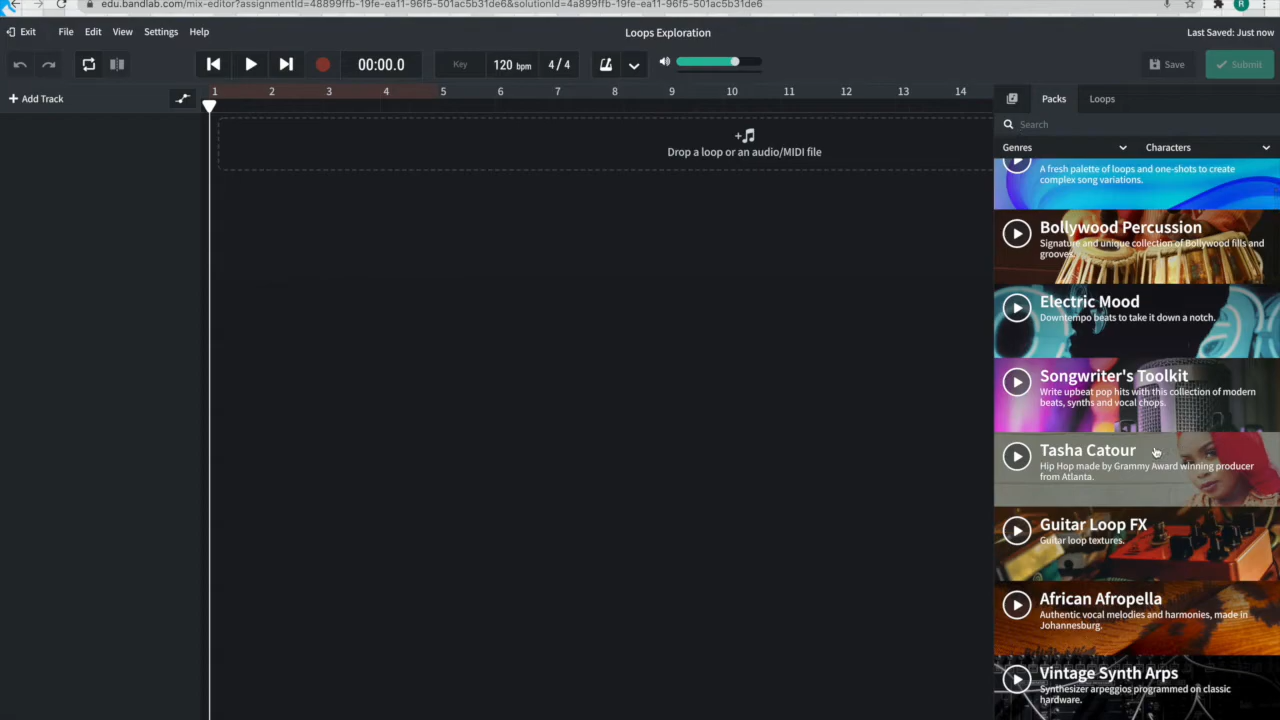 edu.bandlab.com/mix-editor?assignmentId=48899ffb-19fe-ea11-96f5-501ac5b31de6&solutionId=4a899ffb-19fe-ea11-96f5-501ac5b31de6
R
Exit File Edit View Settings Help
Loops Exploration
Last Saved: Just now
00:00.0
Key
120 bpm
4 / 4
Save
Submit
Add Track
1 2 3 4 5 6 7 8 9 10 11 12 13 14
Drop a loop or an audio/MIDI file
Packs
Loops
Search
Genres
Characters
A fresh palette of loops and one-shots to create
complex song variations.
Bollywood Percussion
Signature and unique collection of Bollywood fills and
grooves.
Electric Mood
Downtempo beats to take it down a notch.
Songwriter's Toolkit
Write upbeat pop hits with this collection of modern
beats, synths and vocal chops.
Tasha Catour
Hip Hop made by Grammy Award winning producer
from Atlanta.
Guitar Loop FX
Guitar loop textures.
African Afropella
Authentic vocal melodies and harmonies, made in
Johannesburg.
Vintage Synth Arps
Synthesizer arpeggios programmed on classic
hardware.